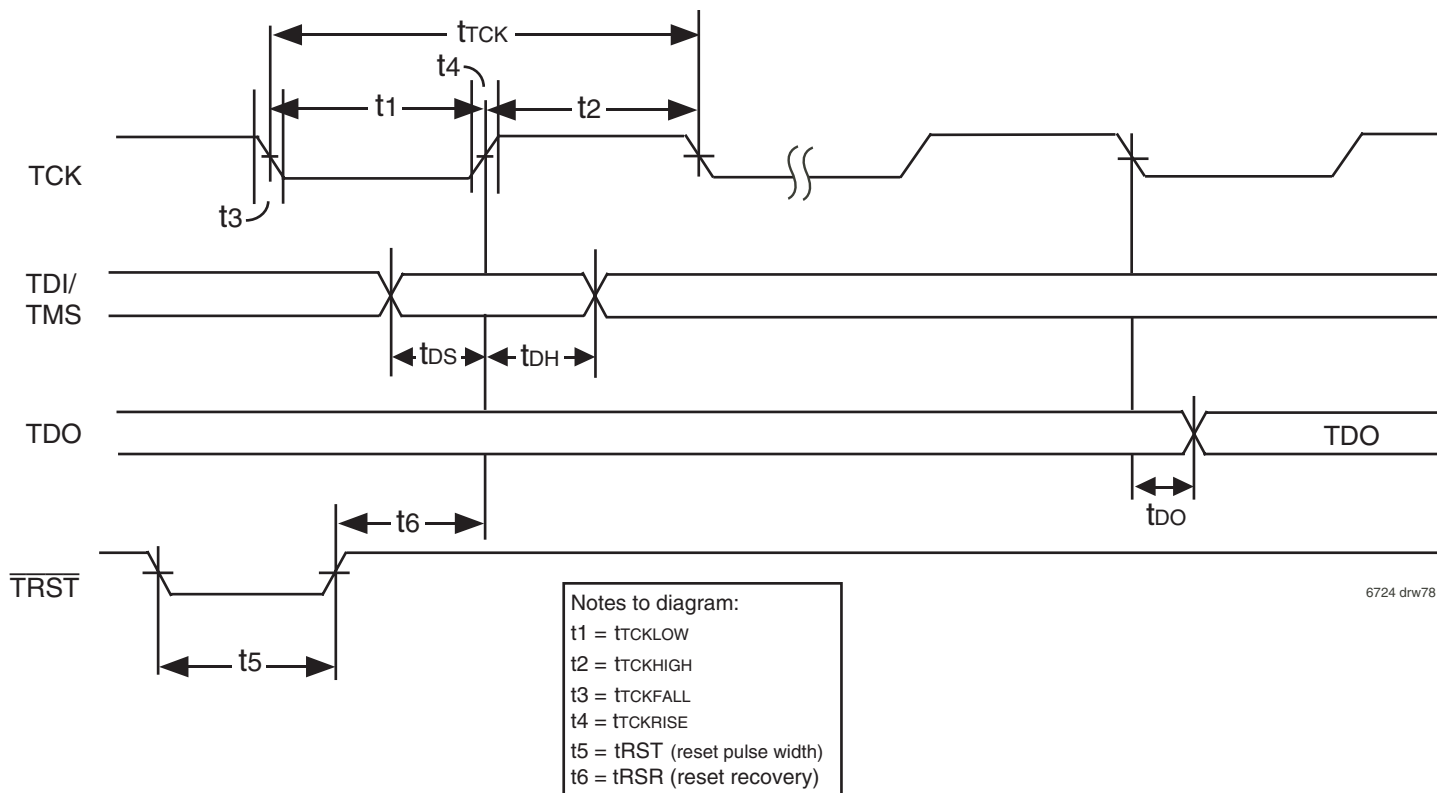 tTCK
t4
t1
t2
TCK
t3
TDI/
TMS
tDS
tDH
TDO
TDO
t6
tDO
TRST
6724 drw78
t5
Notes to diagram:
t1 = tTCKLOW
t2 = tTCKHIGH
t3 = tTCKFALL
t4 = tTCKRISE
t5 = tRST (reset pulse width)
t6 = tRSR (reset recovery)